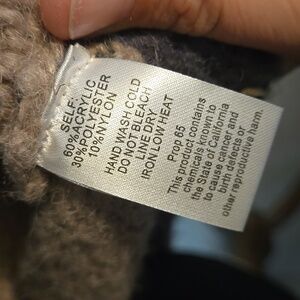 SELF:
60%ACRYLIC
30%POLYESTER
10%NYLON
HAND WASH COLD
DO NOT BLEACH
LINE DRY
IRON LOW HEAT
Prop 65
This product contains
chemicals known to
the State of California
to cause cancer and
birth defects or
other reproductive harm.